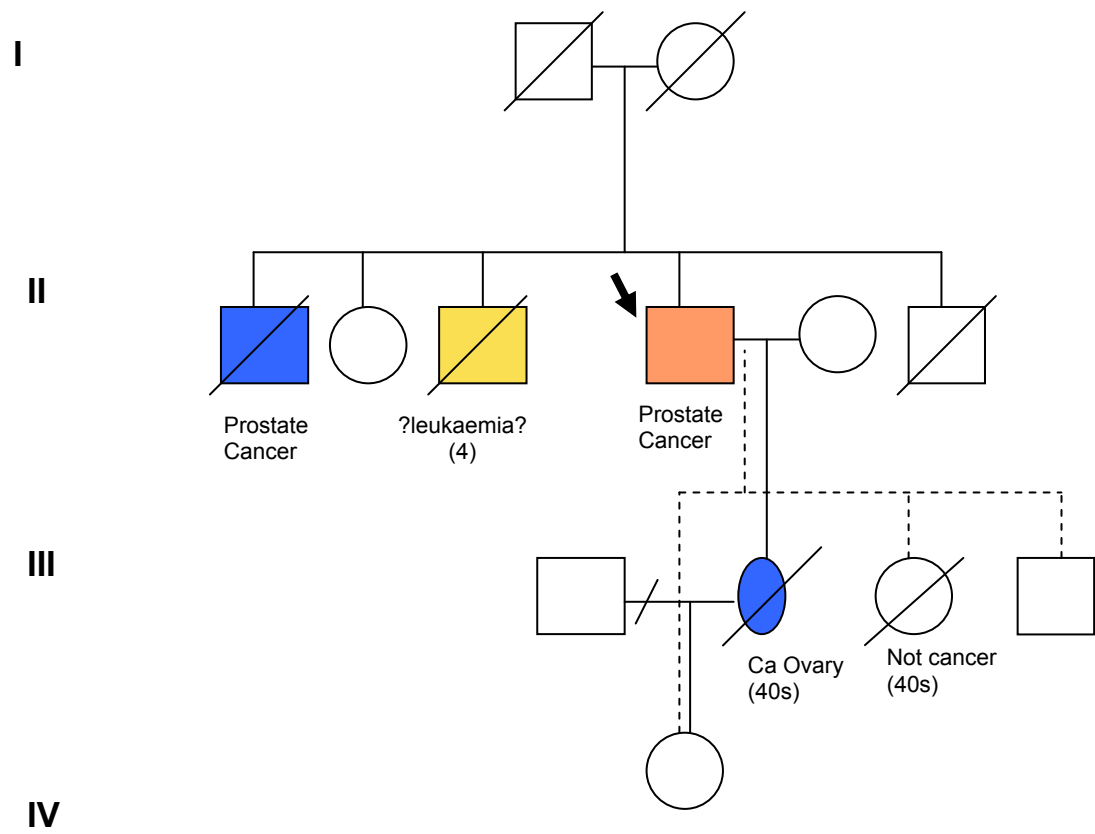 I
II
Prostate
Cancer
?leukaemia?
(4)
Prostate
Cancer
III
Ca Ovary
(40s)
Not cancer
(40s)
IV